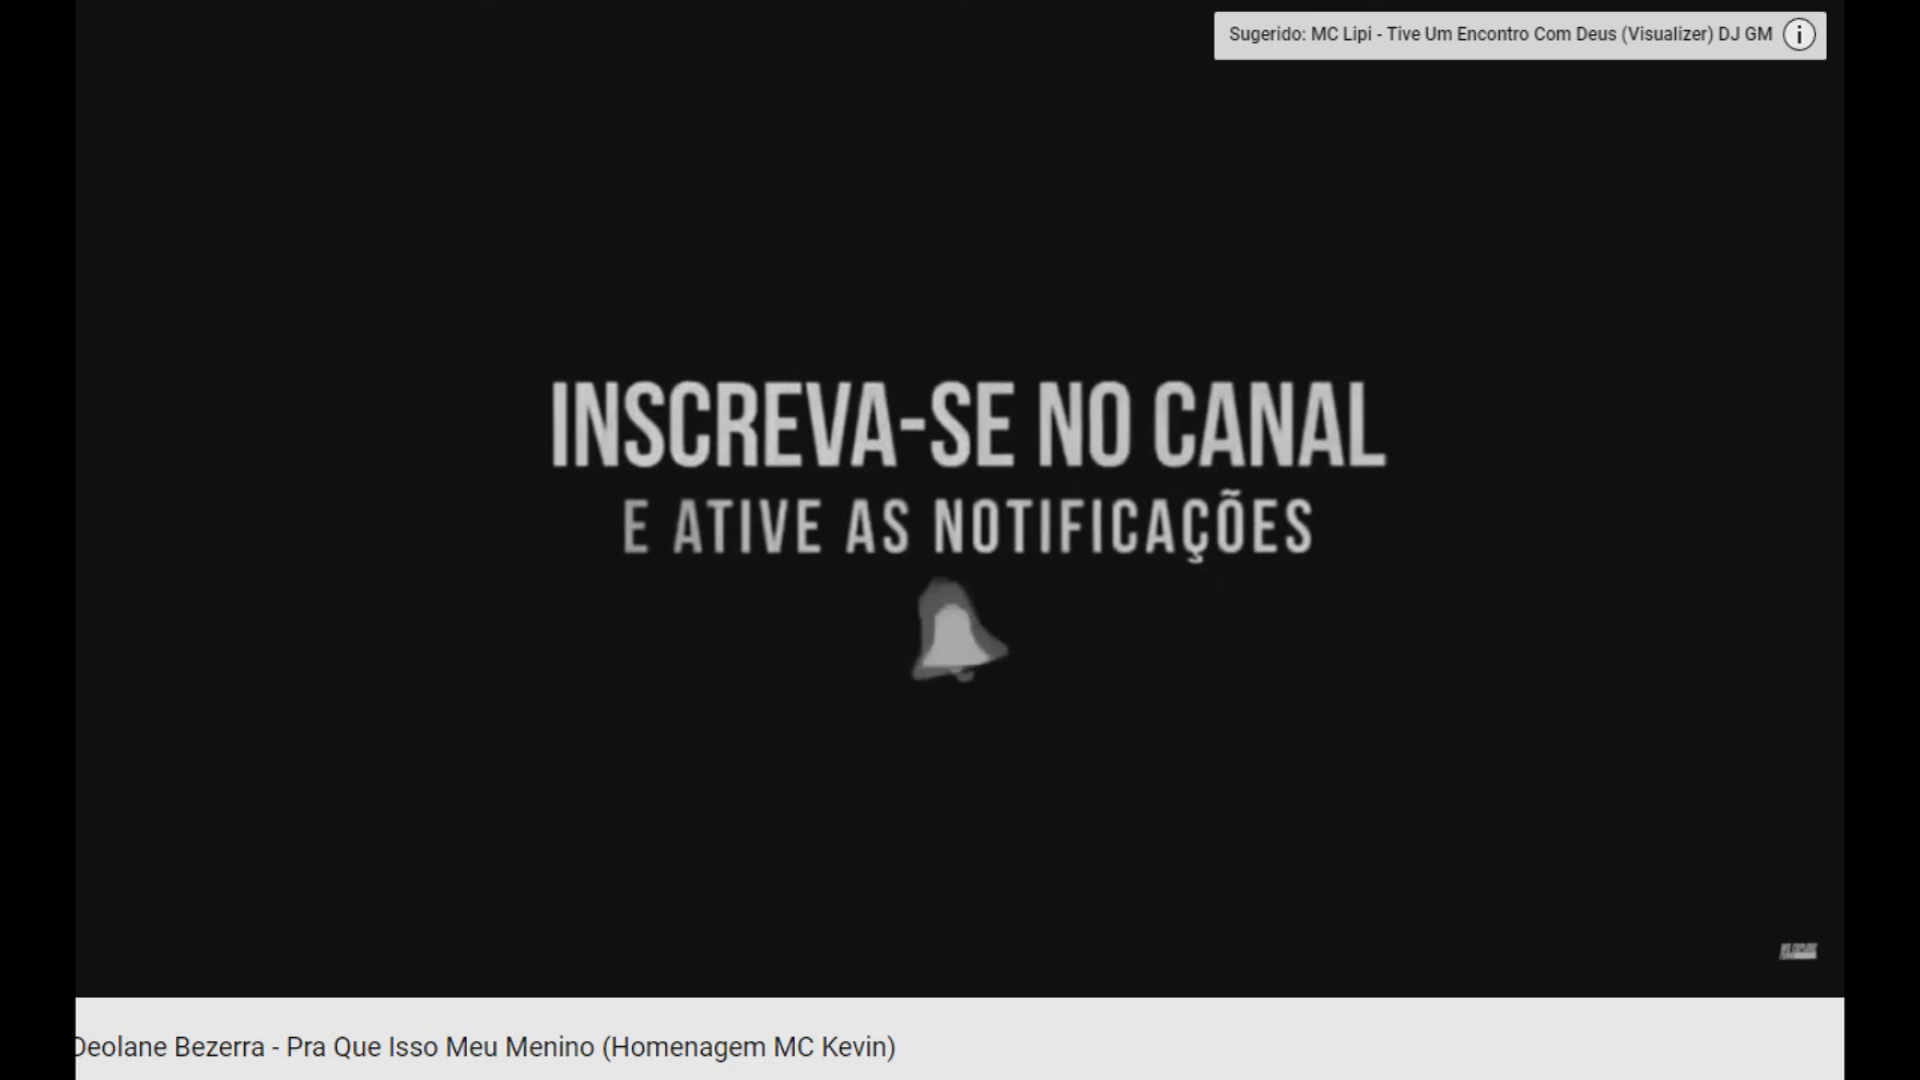 Sugerido: MC Lipi - Tive Um Encontro Com Deus (Visualizer) DJ GM
INSCREVA-SE NO CANAL
E ATIVE AS NOTIFICAÇÕES
Deolane Bezerra - Pra Que Isso Meu Menino (Homenagem MC Kevin)